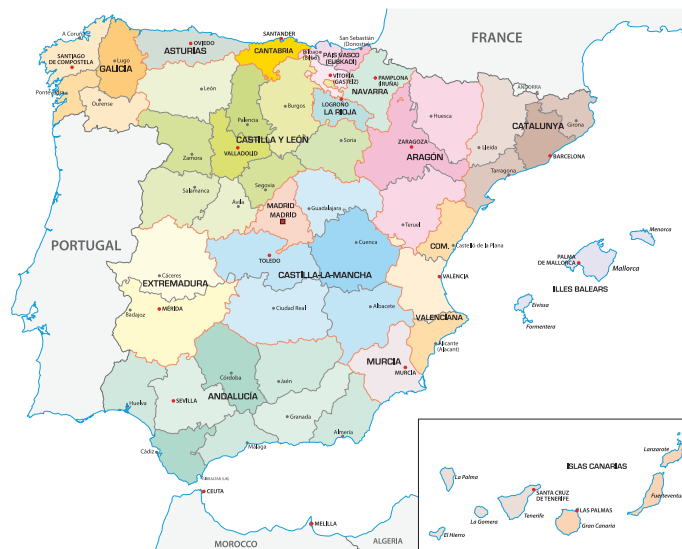 FRANCE
A Coruña
SANTANDER
San Sebastián
(Donostia)
OVIEDO
ASTURIAS
CANTABRIA
Bilbao
(Bilbo)
PAÍS VASCO
(EUSKADI)
Lugo
SANTIAGO
DE COMPOSTELA
GALICIA
VITORIA
(GASTEIZ)
PAMPLONA
(IRUÑA)
NAVARRA
Pontevedra
Ourense
León
Burgos
LOGROÑO
LA RIOJA
ANDORRA
Huesca
CATALUNYA
Girona
Palencia
CASTILLA Y LEÓN
VALLADOLID
Zamora
Soria
ZARAGOZA
ARAGÓN
Lleida
BARCELONA
Tarragona
Salamanca
Segovia
Ávila
MADRID
MADRID
Guadalajara
Teruel
COM.
Castelló de la Plana
Menorca
PORTUGAL
Cuenca
TOLEDO
CASTILLA-LA-MANCHA
PALMA
DE MALLORCA
Mallorca
ILLES BALEARS
Cáceres
EXTREMADURA
VALENCIA
Eivissa
Formentera
Badajoz
MÉRIDA
Ciudad Real
Albacete
VALENCIANA
Alicante
(Alacant)
MURCIA
MURCIA
Córdoba
Jaén
ANDALUCÍA
Huelva
SEVILLA
Granada
Almería
Cádiz
Málaga
GIBRALTAR (UK)
CEUTA
MELILLA
MOROCCO
ALGERIA
Lanzarote
ISLAS CANARIAS
La Palma
Fuerteventura
SANTA CRUZ
DE TENERIFE
La Gomera
Tenerife
LAS PALMAS
Gran Canaria
El Hierro